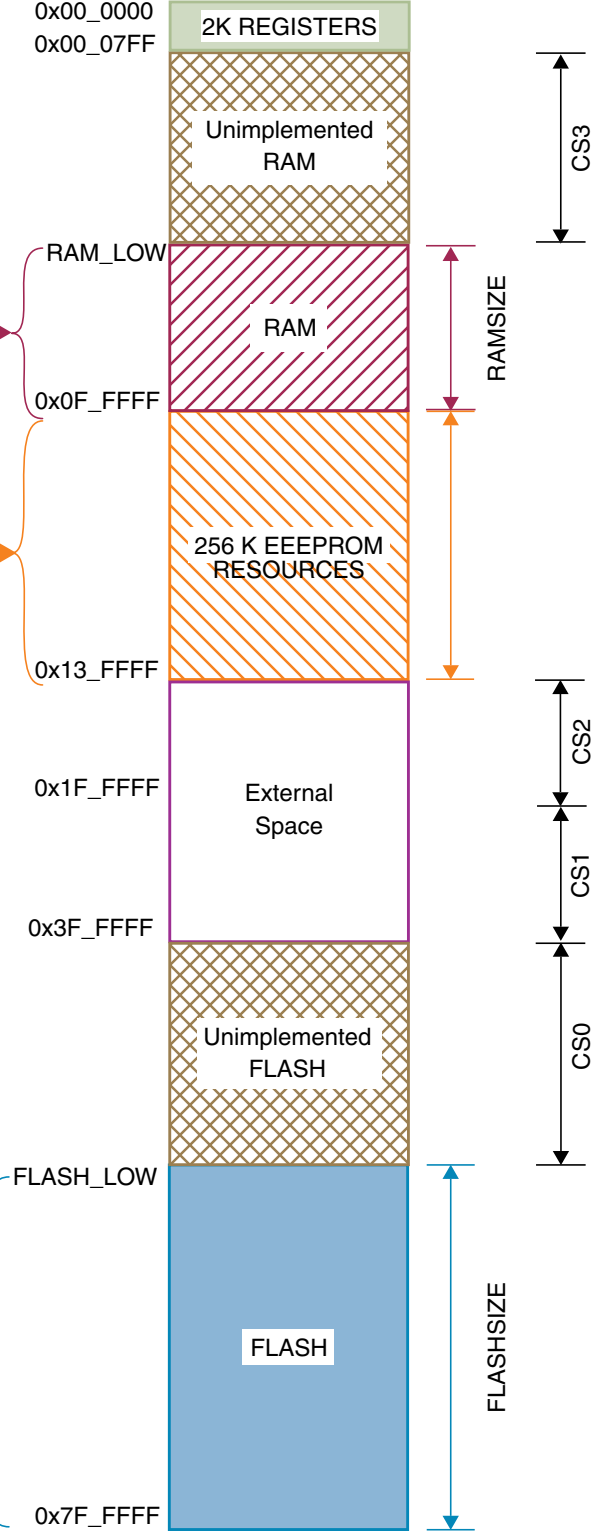 0x00_0000
2K REGISTERS
0x00_07FF
Unimplemented
RAM
CS3
RAM_LOW
RAMSIZE
RAM
0x0F_FFFF
256 K EEEPROM
RESOURCES
0x13_FFFF
CS2
0x1F_FFFF
External
Space
CS1
0x3F_FFFF
Unimplemented
FLASH
CS0
FLASH_LOW
FLASHSIZE
FLASH
0x7F_FFFF